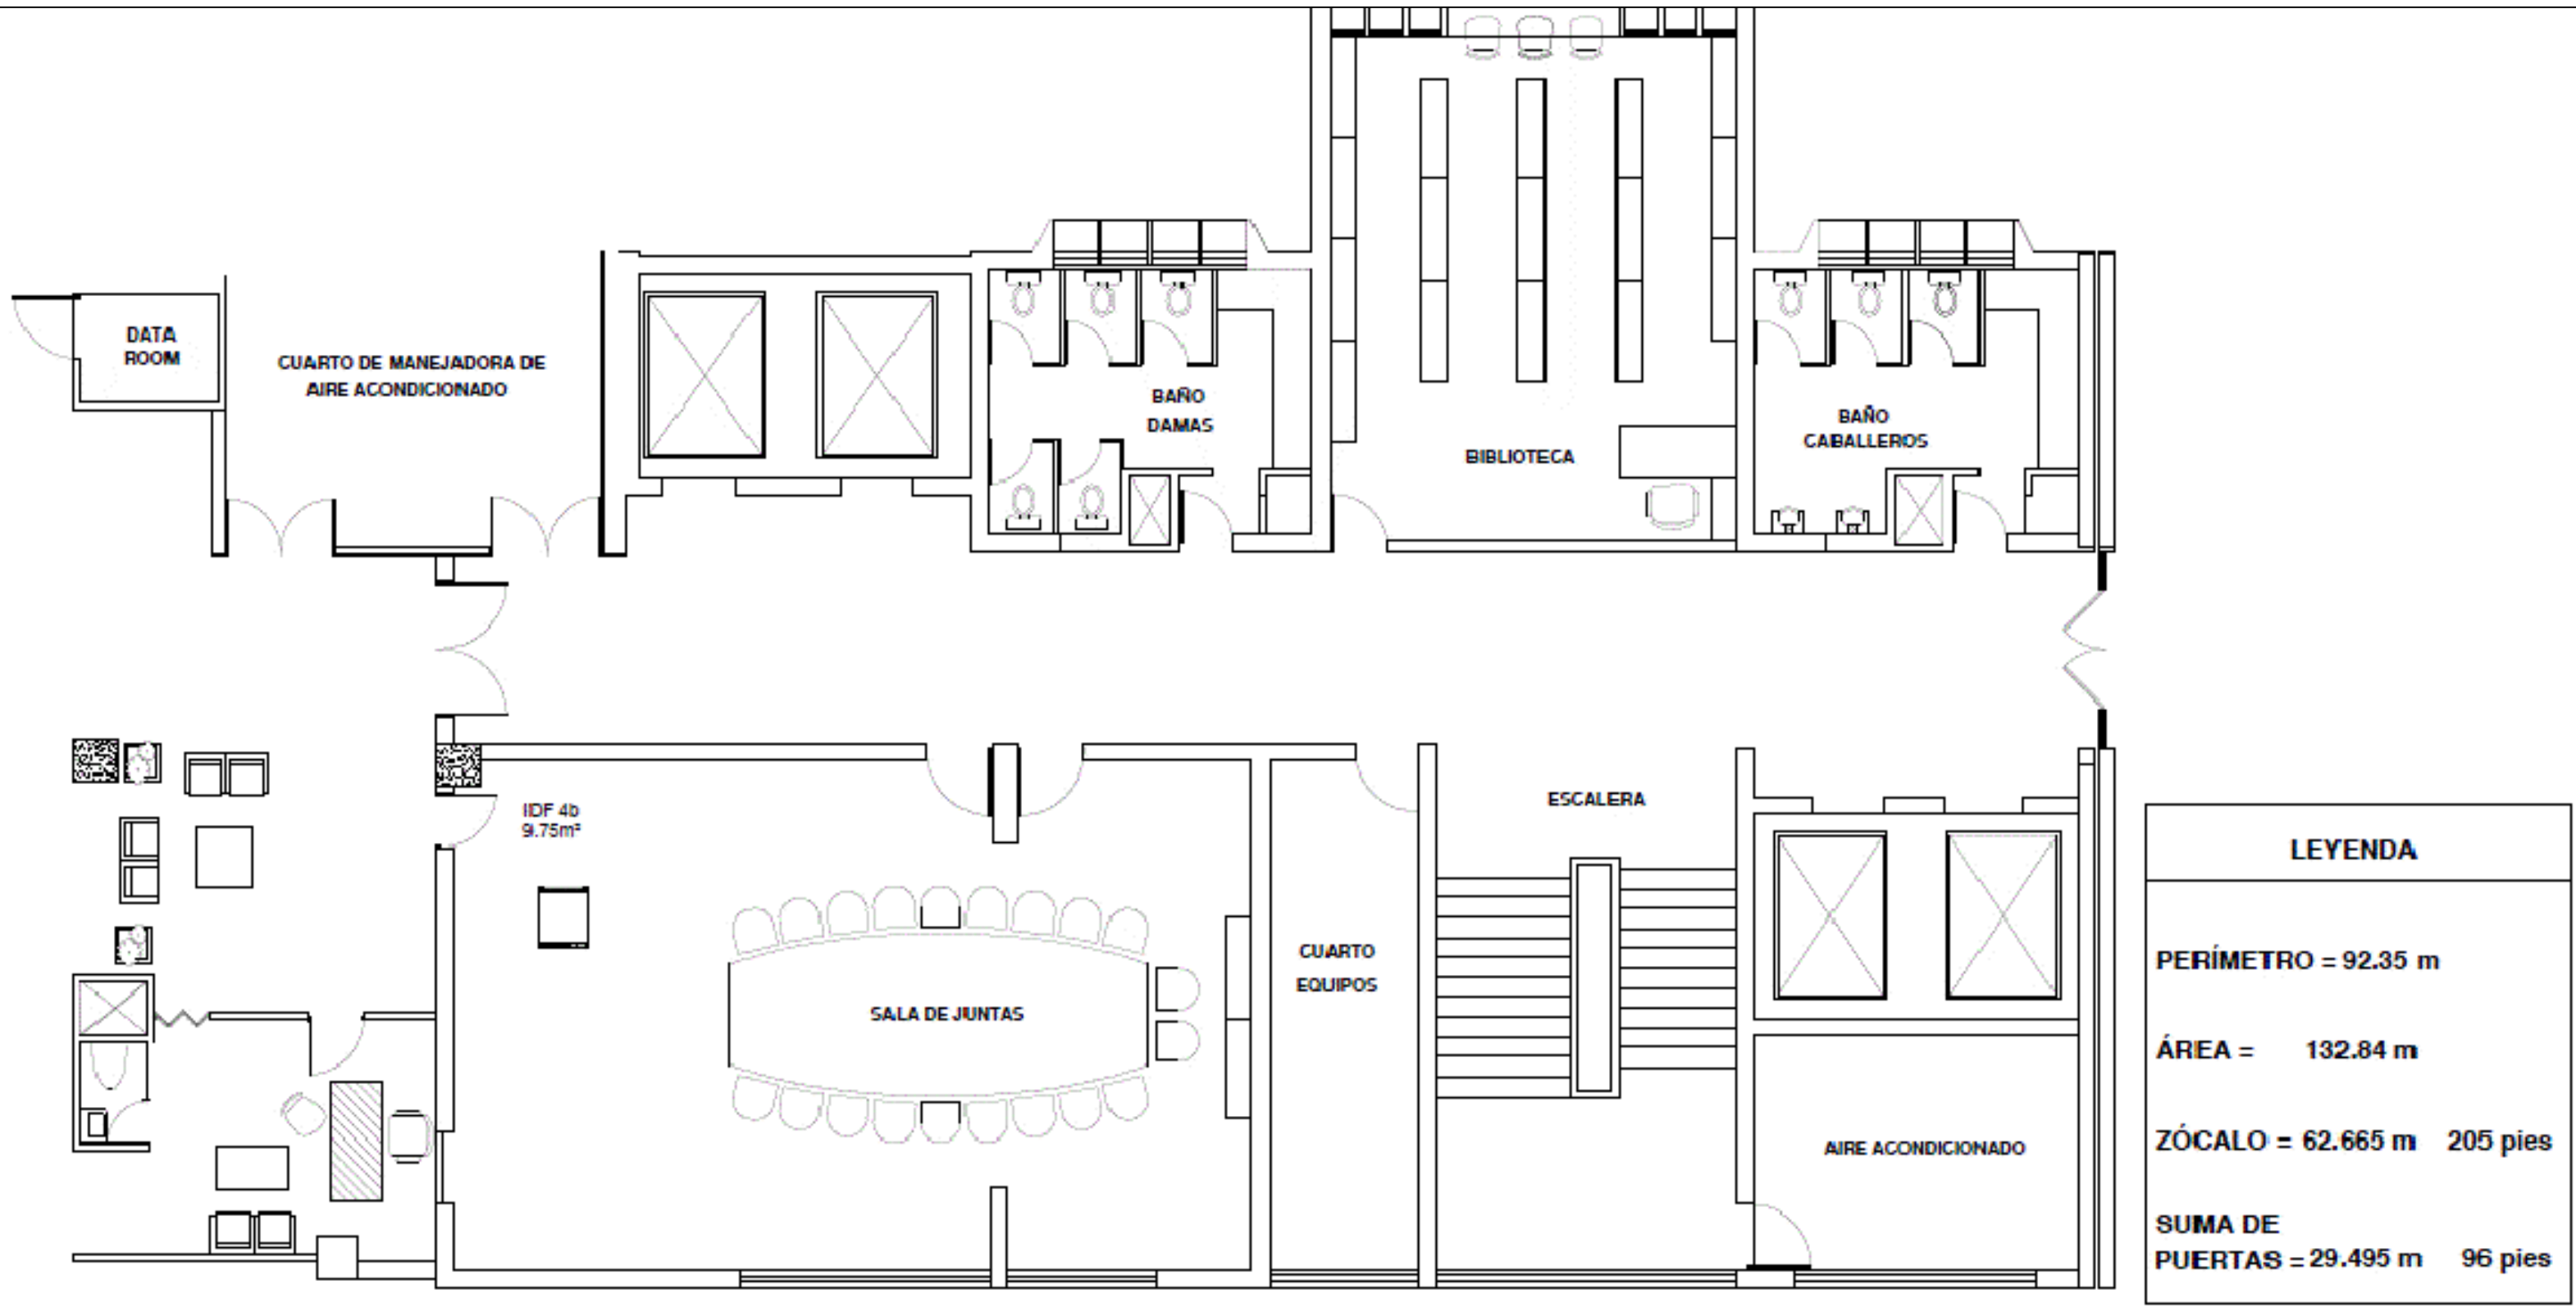 DATA
ROOM
CUARTO DE MANEJADORA DE
AIRE ACONDICIONADO
BAÑO
DAMAS
BIBLIOTECA
BAÑO
CABALLEROS
IDF 4b
9.75m²
ESCALERA
CUARTO
EQUIPOS
SALA DE JUNTAS
AIRE ACONDICIONADO
LEYENDA
PERÍMETRO = 92.35 m
ÁREA = 132.84 m
ZÓCALO = 62.665 m 205 pies
SUMA DE
PUERTAS = 29.495 m 96 pies